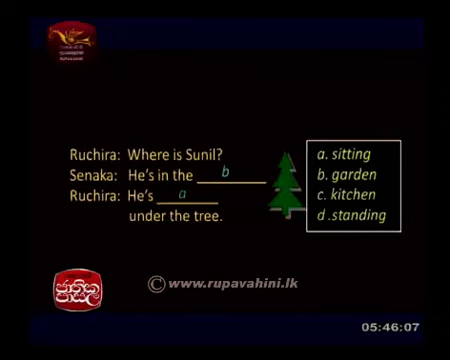 Ruchira: Where is Sunil?
Senaka: He's in the b
Ruchira: He's a
under the tree.
a. sitting
b. garden
c. kitchen
d .standing
ජාතික
පාසල
© www.rupavahini.lk
05:46:07